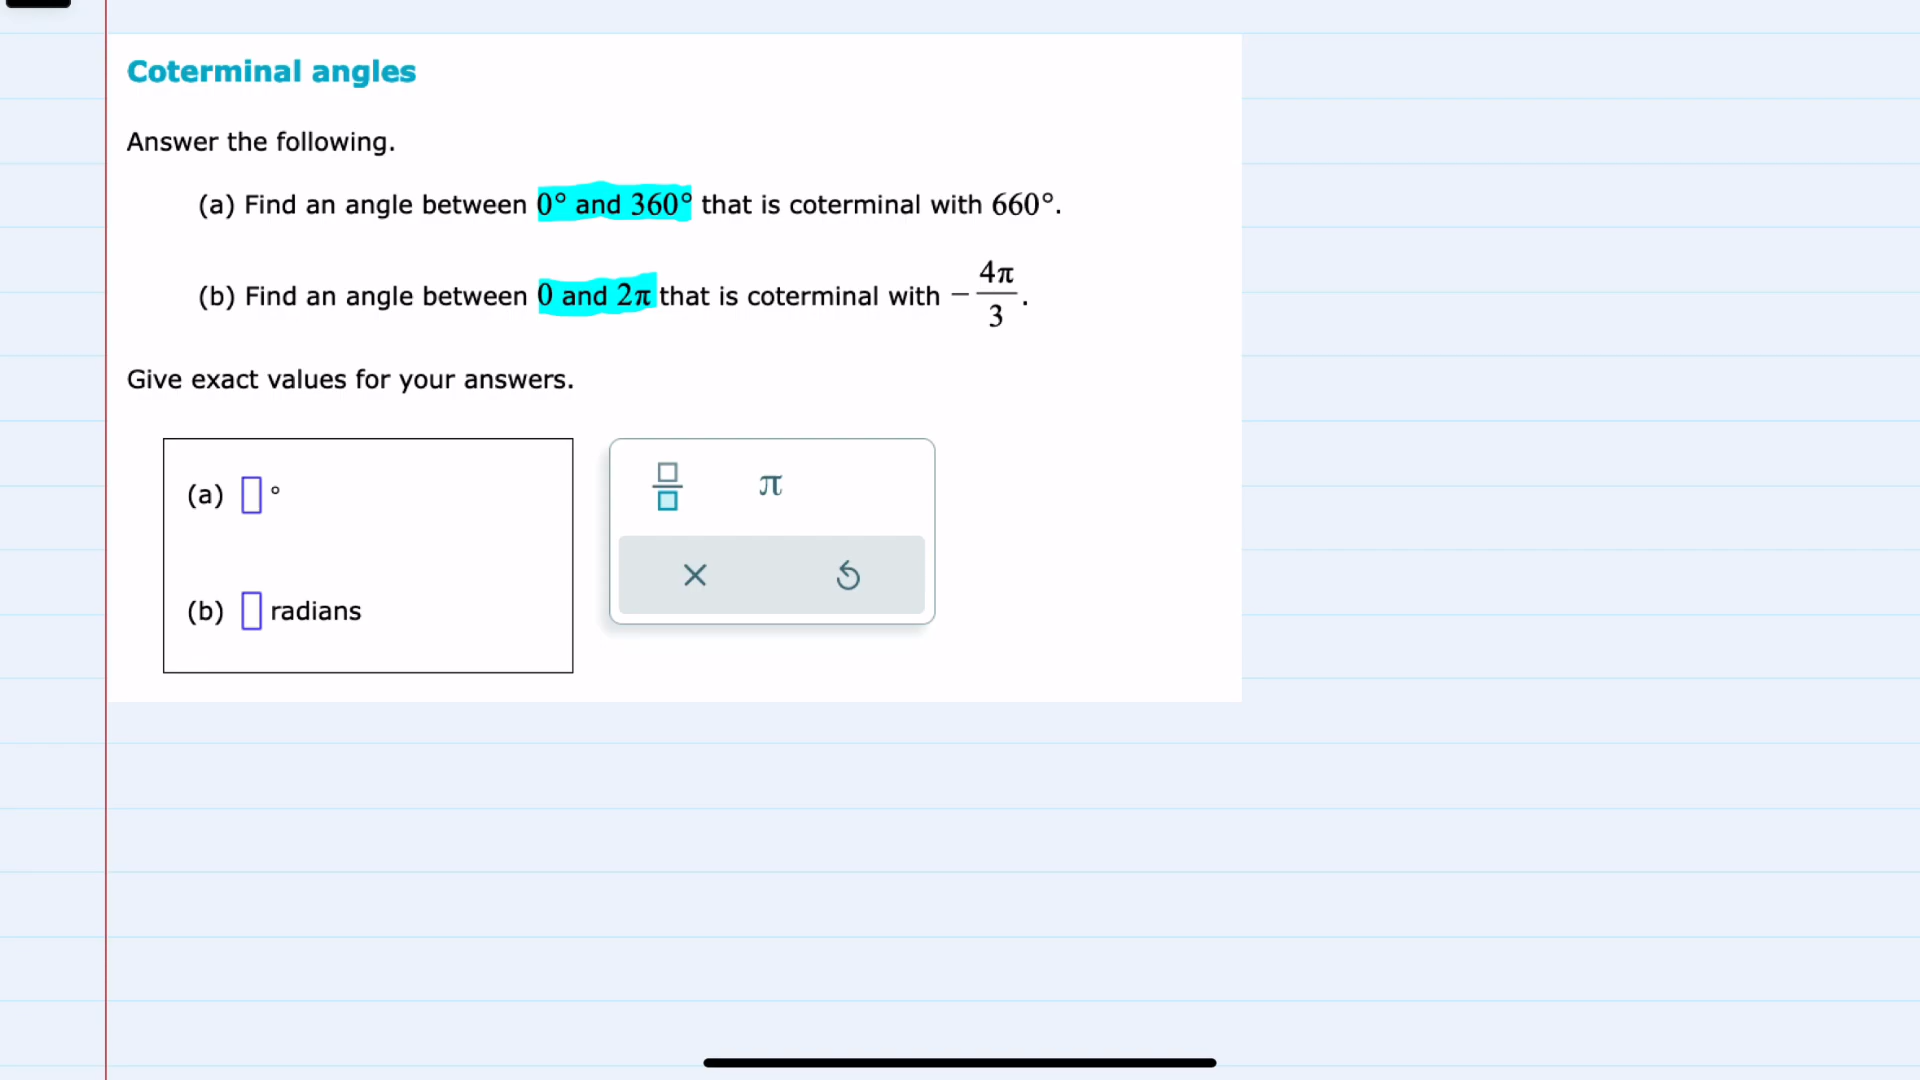 Coterminal angles
Answer the following.
(a) Find an angle between 0° and 360° that is coterminal with 660°.
(b) Find an angle between 0 and 2π that is coterminal with −4π/3.
Give exact values for your answers.
(a) □°
(b) □ radians
□/□ π
× ↺